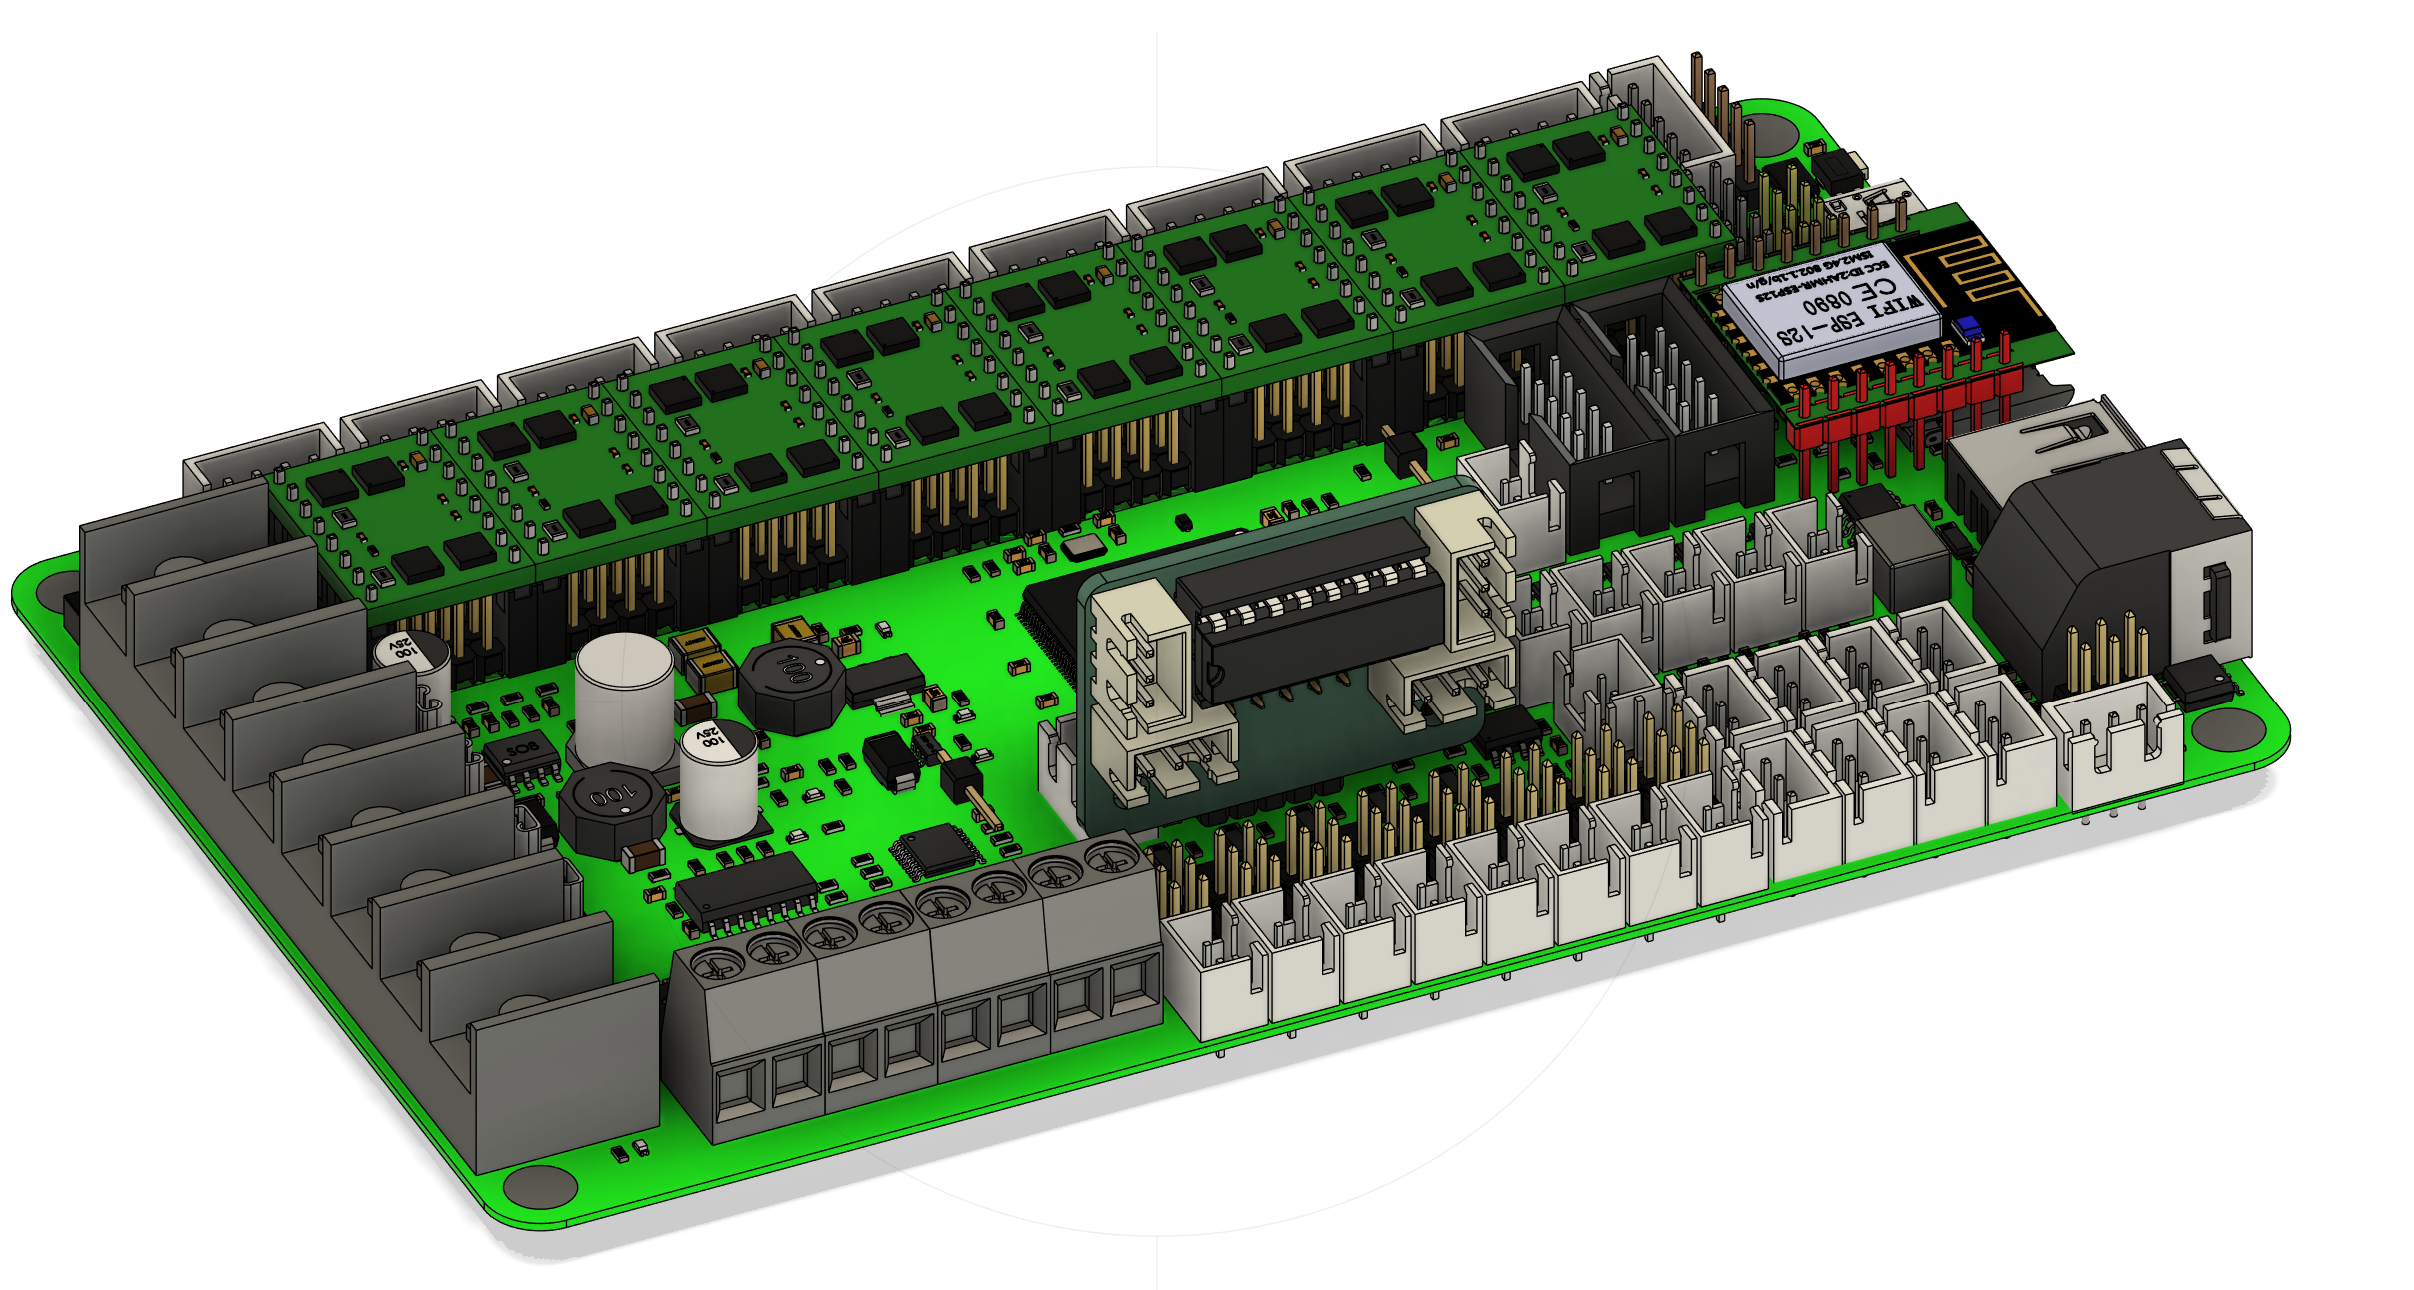 WIFI ESP-12S
CE 0890
FCC ID:2AHMR-ESP12S
ISM2.4G 802.11b/g/n
100
25V
100
100
25V
100
SO8